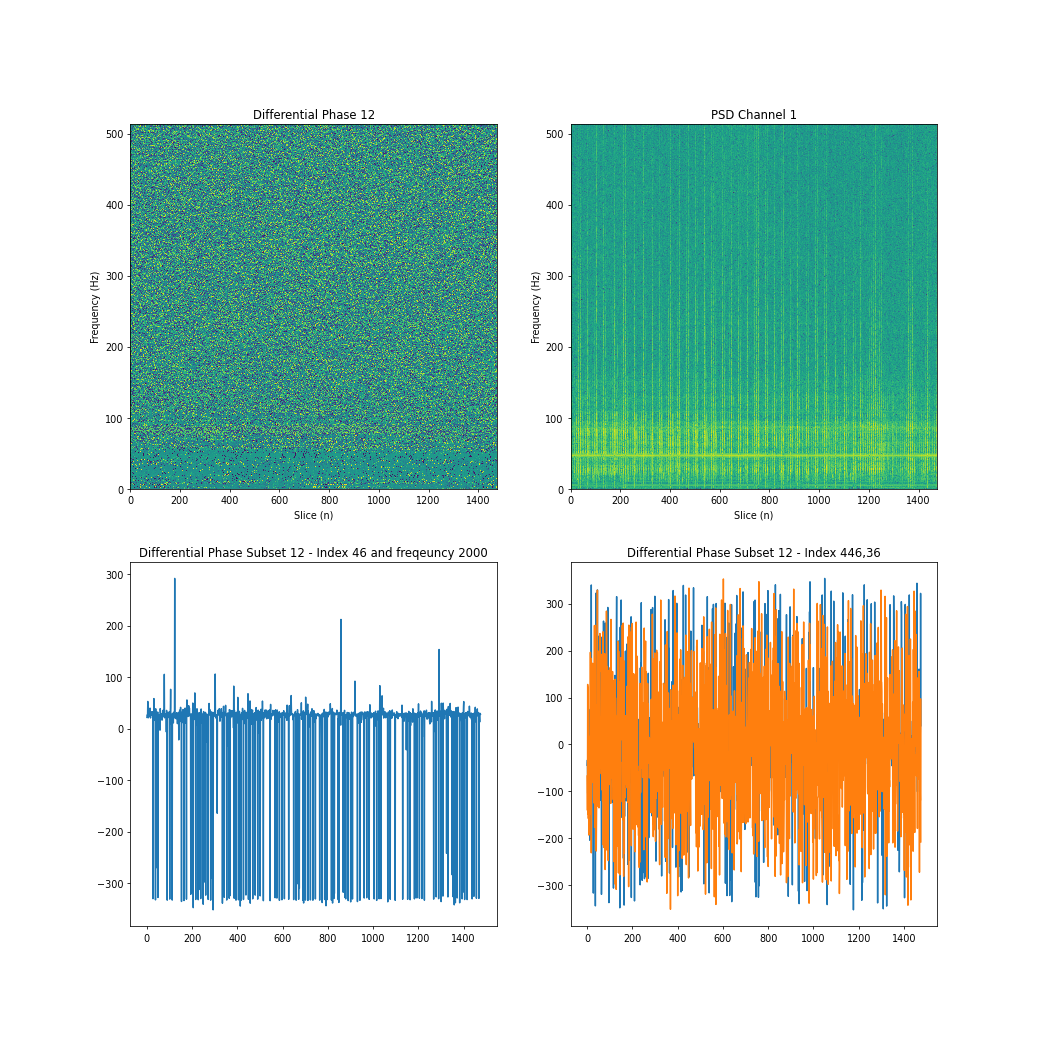 Differential Phase 12
Frequency (Hz)
500
400
300
200
100
0
0 200 400 600 800 1000 1200 1400
Slice (n)
PSD Channel 1
Frequency (Hz)
500
400
300
200
100
0
0 200 400 600 800 1000 1200 1400
Slice (n)
Differential Phase Subset 12 - Index 46 and freqeuncy 2000
300
200
100
0
−100
−200
−300
0 200 400 600 800 1000 1200 1400
Differential Phase Subset 12 - Index 446,36
300
200
100
0
−100
−200
−300
0 200 400 600 800 1000 1200 1400